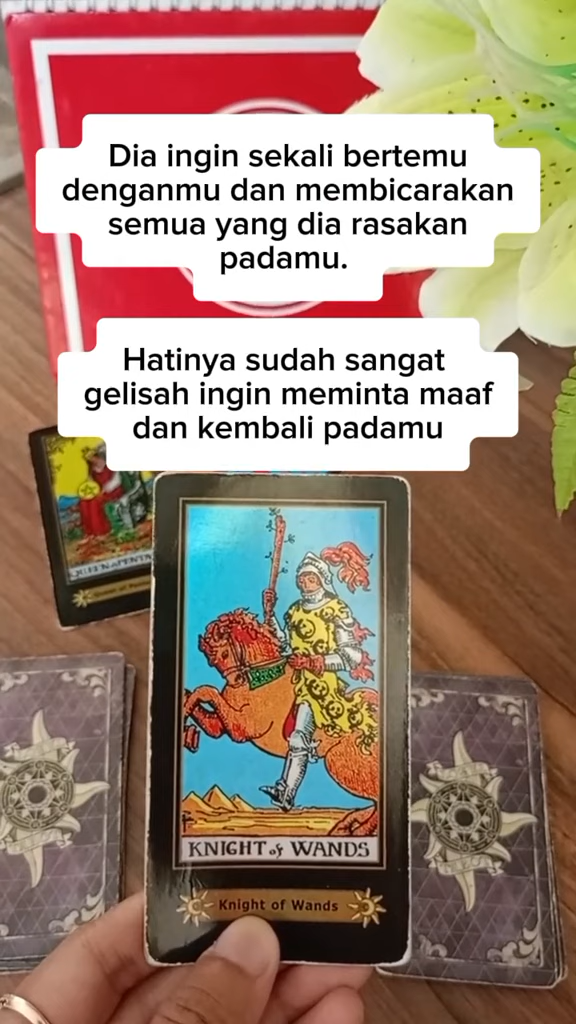 Dia ingin sekali bertemu
denganmu dan membicarakan
semua yang dia rasakan
padamu.
Hatinya sudah sangat
gelisah ingin meminta maaf
dan kembali padamu
KNIGHT of WANDS
Knight of Wands